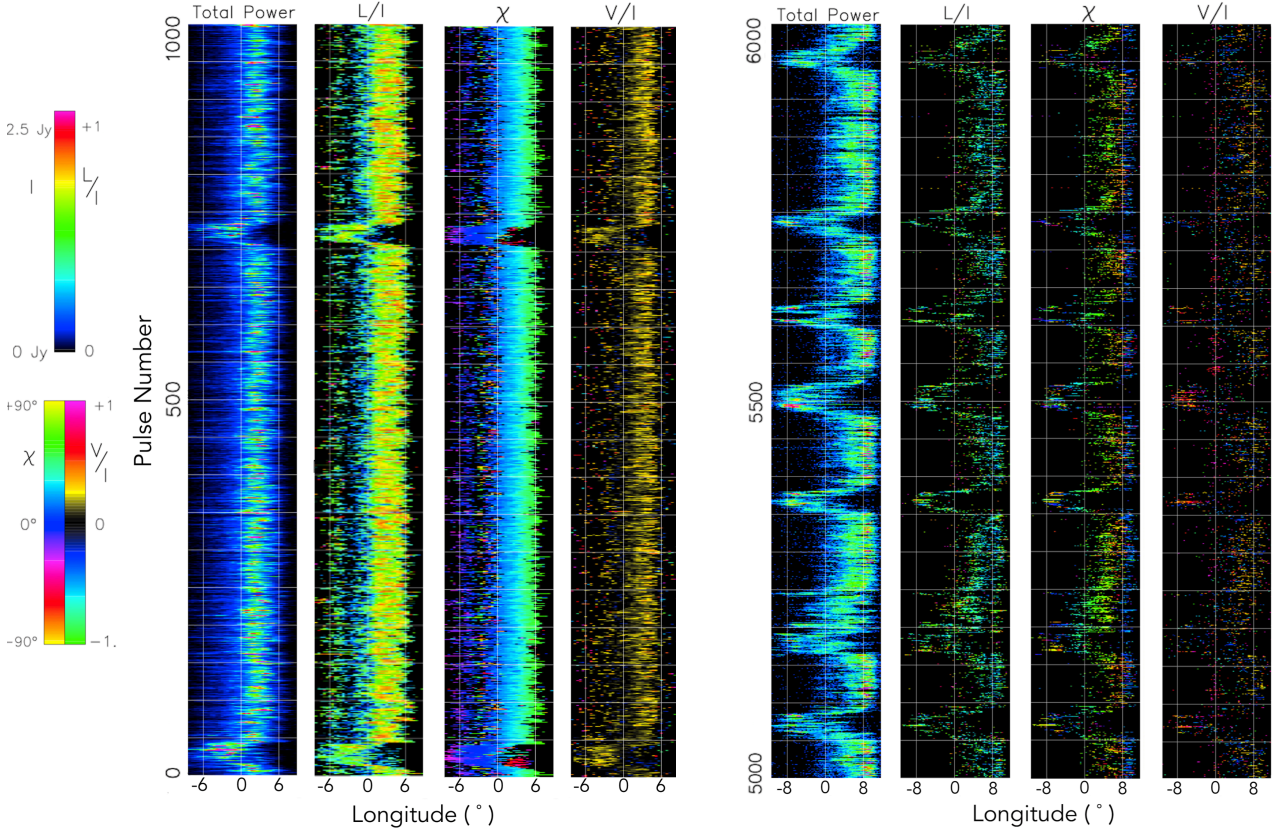 Total Power L/I χ V/I
Total Power L/I χ V/I
1000
6000
2.5 Jy +1
I L/I
0 Jy 0
Pulse Number
500
5500
+90° +1
χ V/I
0° 0
-90° -1.
0
5000
-6 0 6 -6 0 6 -6 0 6 -6 0 6
-8 0 8 -8 0 8 -8 0 8 -8 0 8
Longitude (°)
Longitude (°)